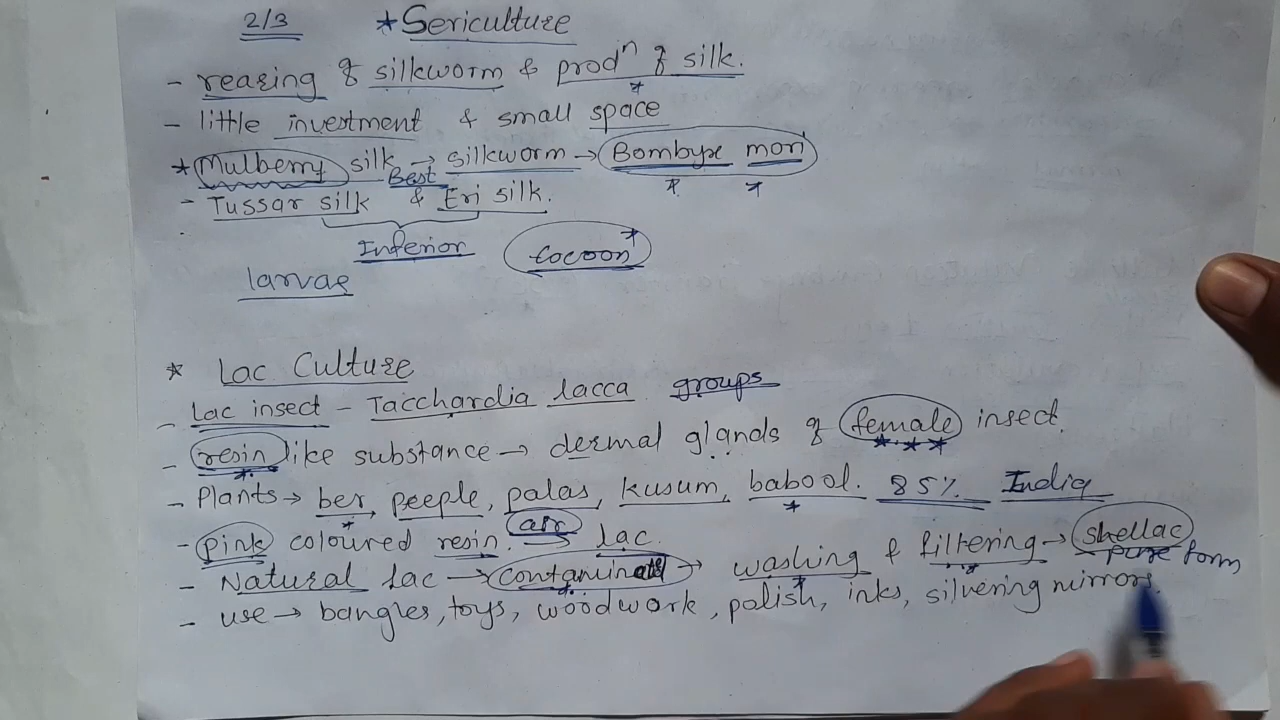 2/3 * Sericulture
- rearing & silkworm & prodn & silk.
- little investment & small space
* Mulberry silk → silkworm → Bombyx mori
Best
- Tussar silk & Eri silk.
Inferior cocoon
larvae
* Lac Culture
- Lac insect - Tacchardia lacca groups
- resin like substance → dermal glands of female insect.
- Plants → ber, peeple, palas, kusum, babool. 85% India
- pink coloured resin. air → lac.
- Natural lac → contaminated → washing & filtering → shellac
pure form
- use → bangles, toys, woodwork, polish, inks, silvering mirrors.